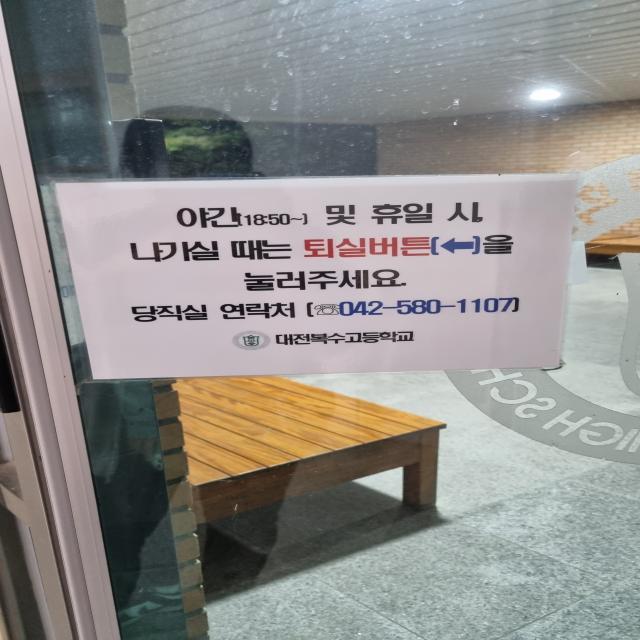 야간(18:50~) 및 휴일 시,
나가실 때는 퇴실버튼(←)을
눌러주세요.
당직실 연락처 (☏042-580-1107)
대전복수고등학교
HIGH SCH